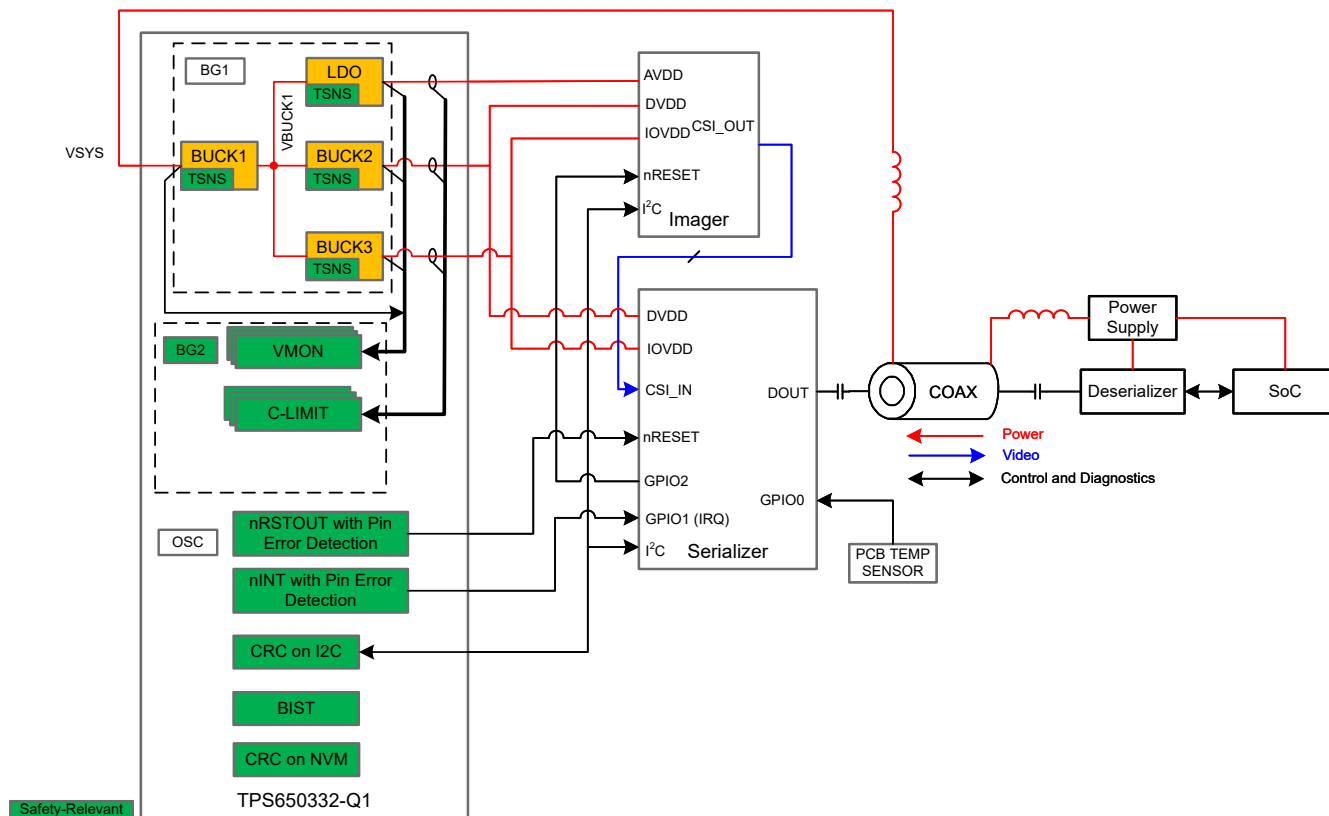 VSYS
BG1
LDO
TSNS
VBUCK1
BUCK1
TSNS
BUCK2
TSNS
BUCK3
TSNS
BG2
VMON
C-LIMIT
OSC
nRSTOUT with Pin
Error Detection
nINT with Pin Error
Detection
CRC on I2C
BIST
CRC on NVM
TPS650332-Q1
Safety-Relevant
AVDD
DVDD
IOVDD
CSI_OUT
nRESET
I²C
Imager
DVDD
IOVDD
CSI_IN
DOUT
nRESET
GPIO2
GPIO0
GPIO1 (IRQ)
I²C
Serializer
PCB TEMP
SENSOR
COAX
Power
Supply
Deserializer
SoC
Power
Video
Control and Diagnostics